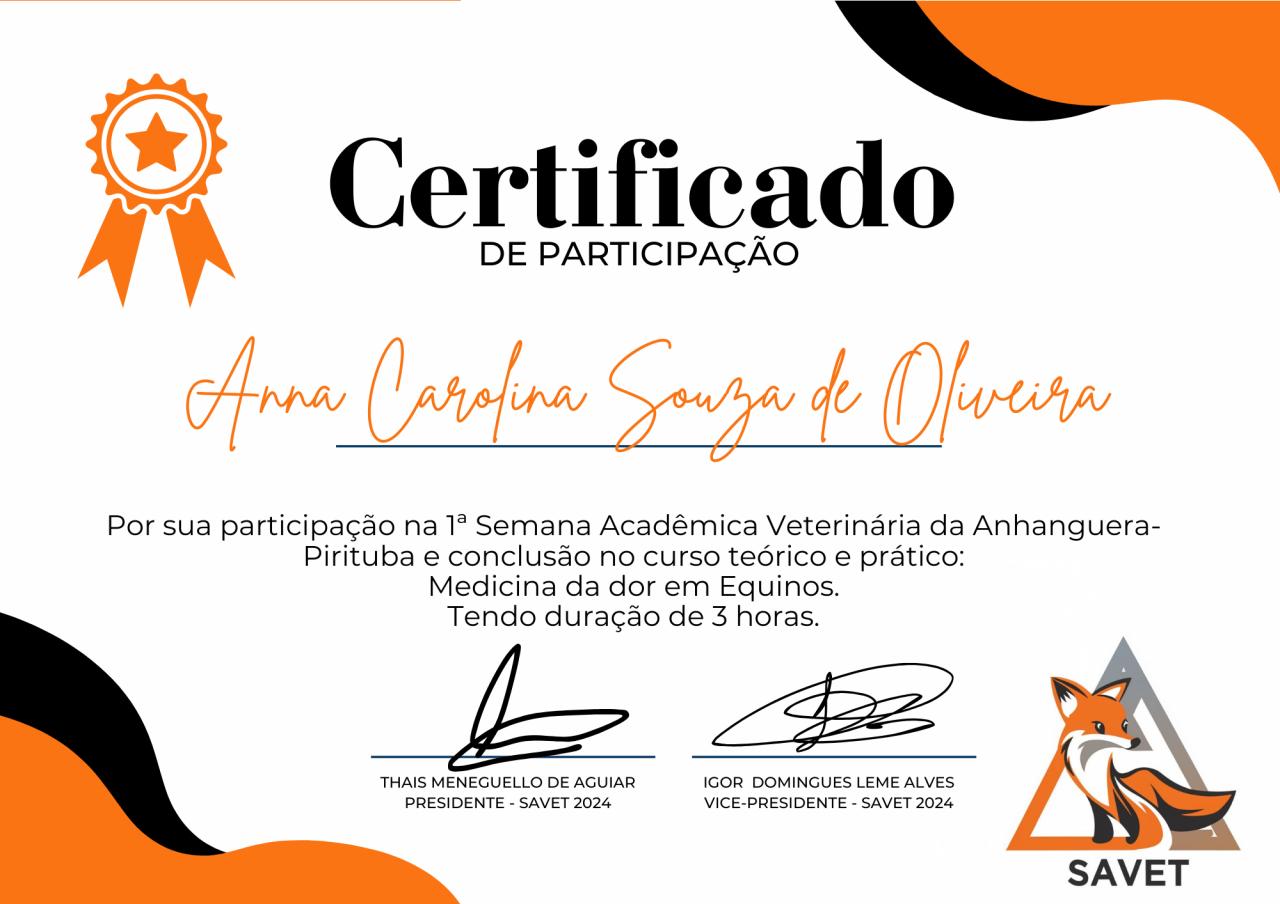 Certificado
DE PARTICIPAÇÃO
Anna Carolina Souza de Oliveira
Por sua participação na 1ª Semana Acadêmica Veterinária da Anhanguera-
Pirituba e conclusão no curso teórico e prático:
Medicina da dor em Equinos.
Tendo duração de 3 horas.
THAIS MENEGUELLO DE AGUIAR
PRESIDENTE - SAVET 2024
IGOR DOMINGUES LEME ALVES
VICE-PRESIDENTE - SAVET 2024
SAVET